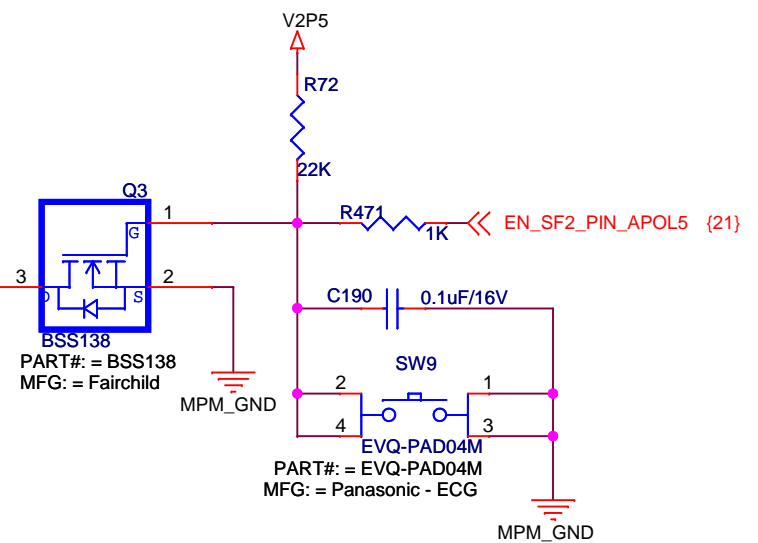 V2P5
R72
22K
Q3
1
G
R471
1K
EN_SF2_PIN_APOL5 {21}
3
D
2
S
C190
0.1uF/16V
BSS138
PART#: = BSS138
MFG: = Fairchild
MPM_GND
SW9
2
1
4
3
EVQ-PAD04M
PART#: = EVQ-PAD04M
MFG: = Panasonic - ECG
MPM_GND